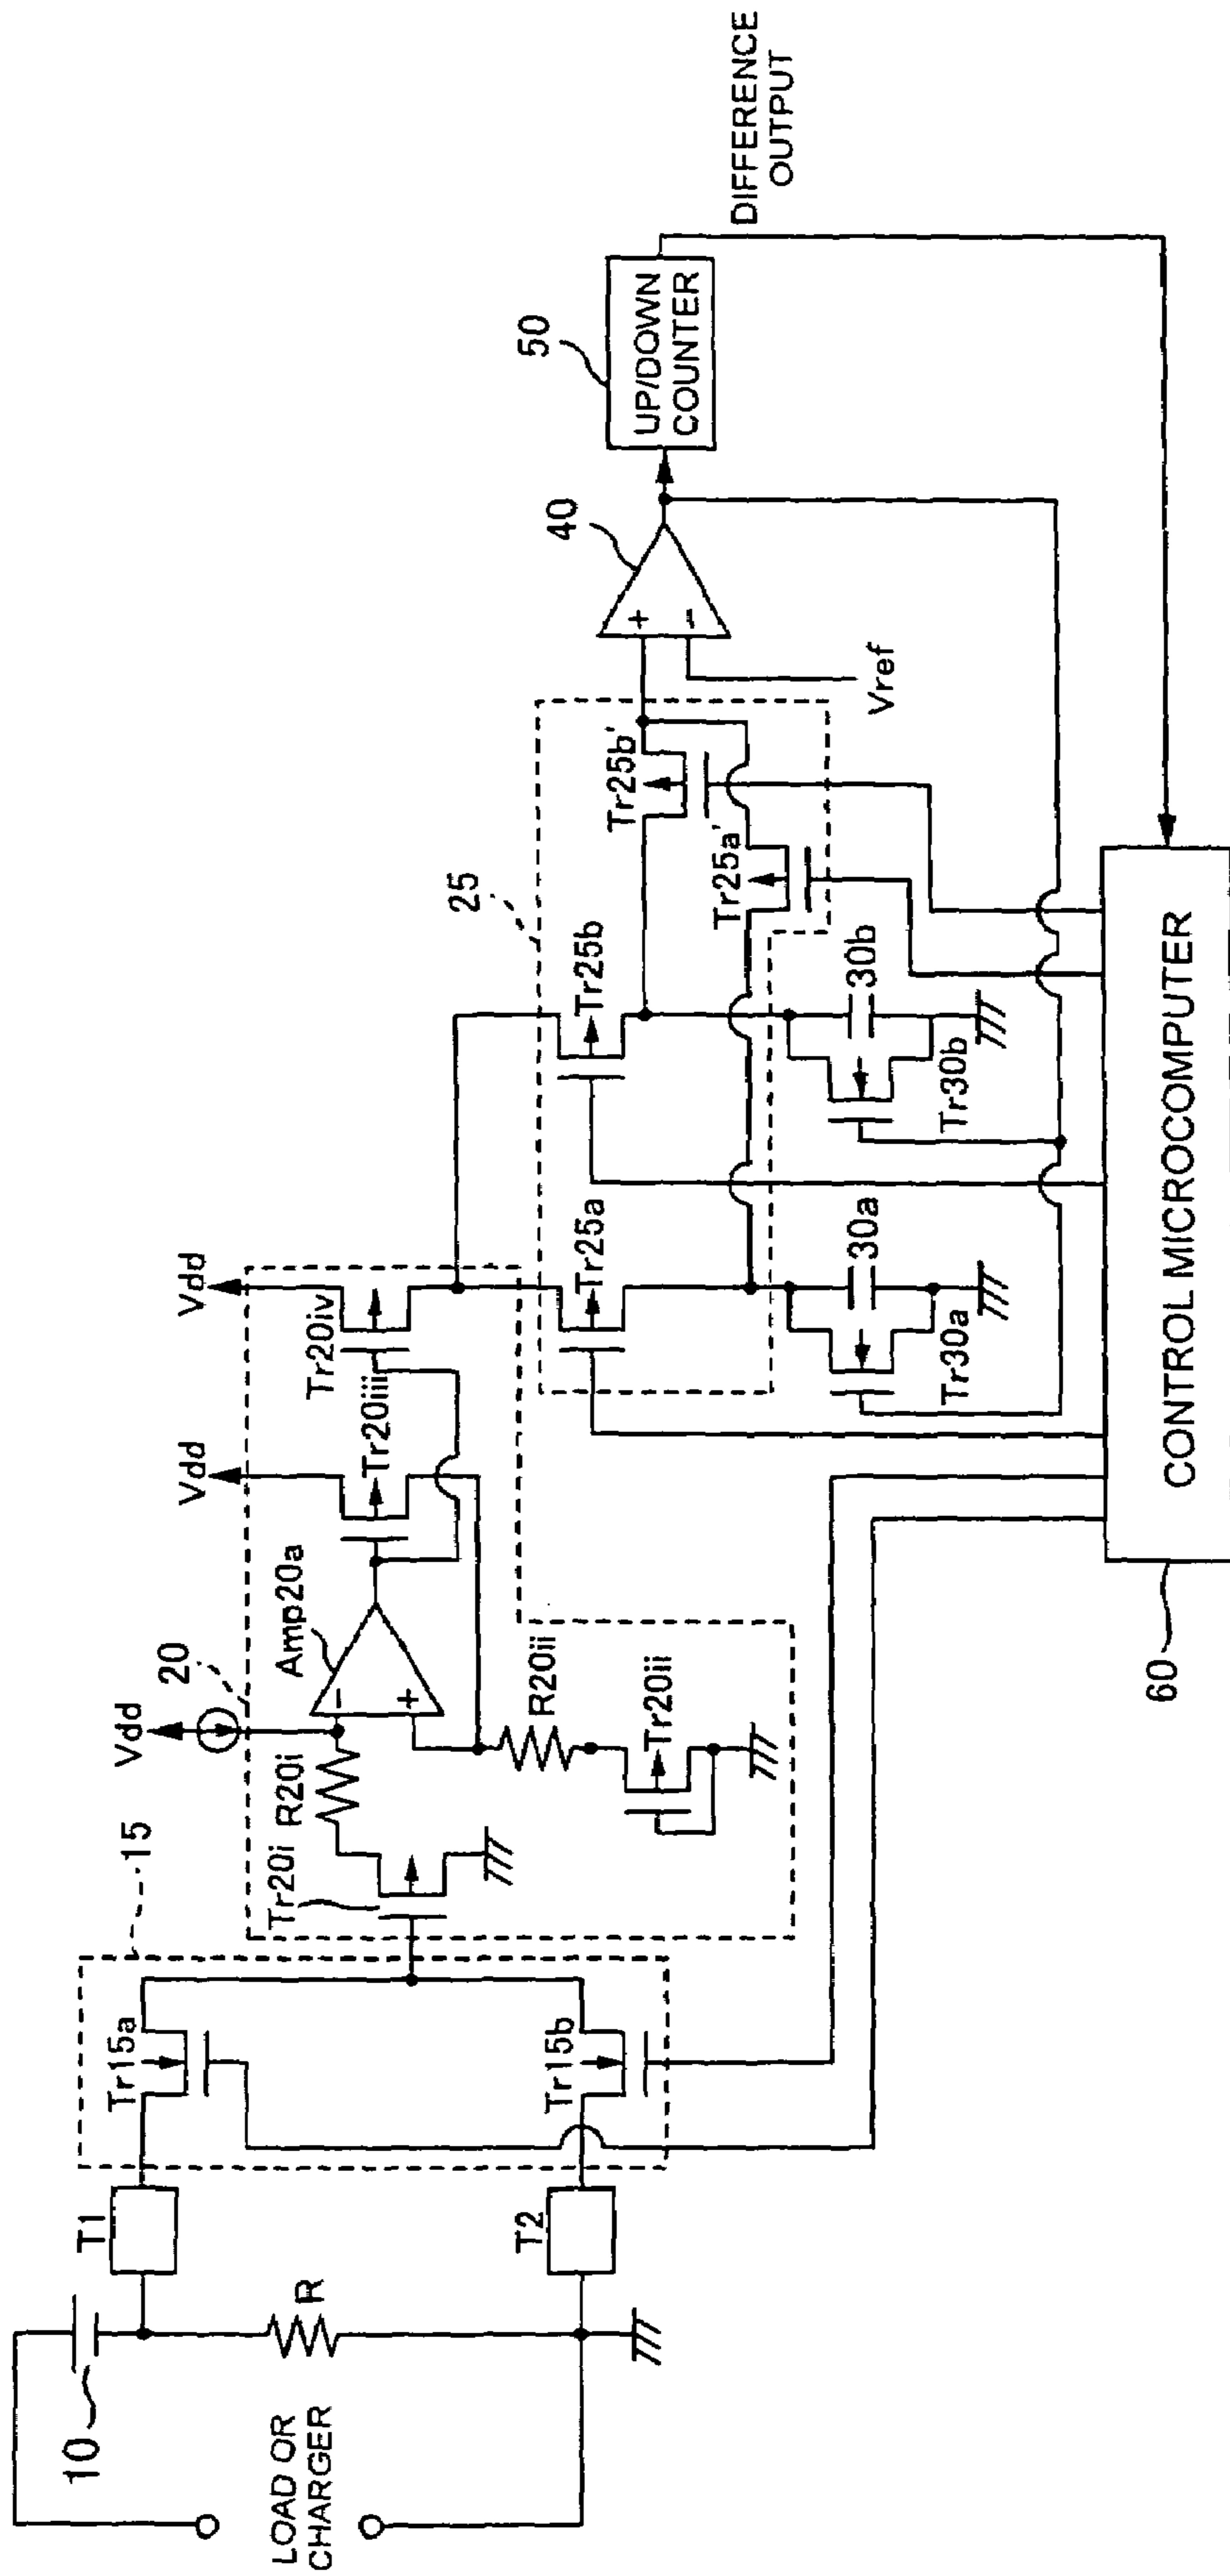 10
LOAD OR
CHARGER
R
T1
T2
15
Tr15a
Tr15b
20
Vdd
Tr20i
R20i
Amp20a
R20ii
Tr20ii
Vdd
Tr20iii
Vdd
Tr20iv
25
Tr25a
Tr25b
Tr25a'
Tr25b'
30a
Tr30a
30b
Tr30b
40
Vref
50
UP/DOWN
COUNTER
DIFFERENCE
OUTPUT
60
CONTROL MICROCOMPUTER
+
-
-
+